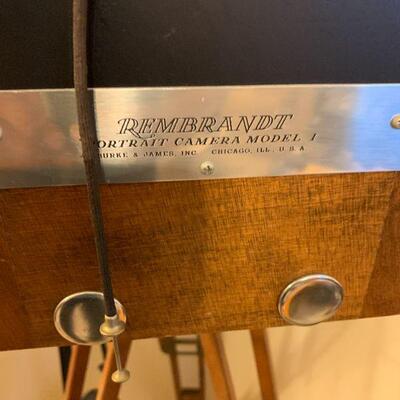 REMBRANDT
PORTRAIT CAMERA MODEL 1
BURKE & JAMES, INC. CHICAGO, ILL., U.S.A.